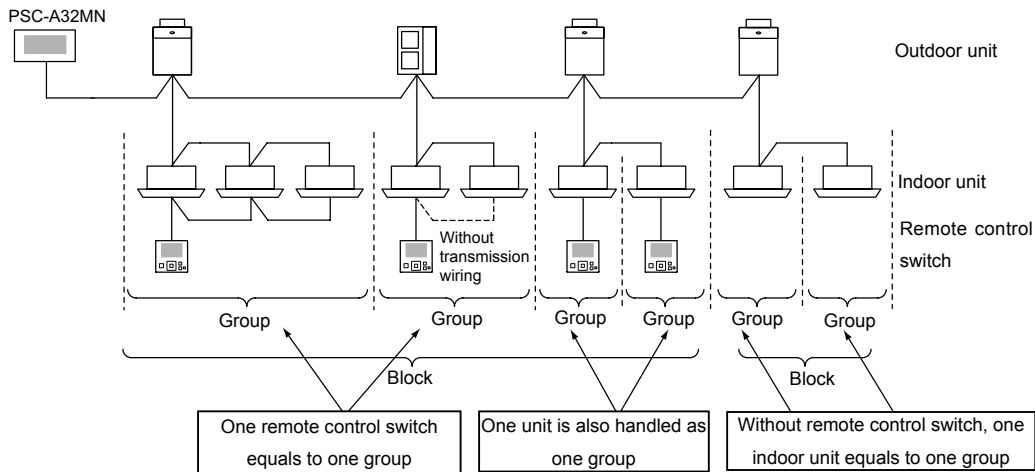 PSC-A32MN
Outdoor unit
Indoor unit
Remote control
switch
Without
transmission
wiring
Group
Group
Group
Group
Group
Group
Block
Block
One remote control switch
equals to one group
One unit is also handled as
one group
Without remote control switch, one
indoor unit equals to one group